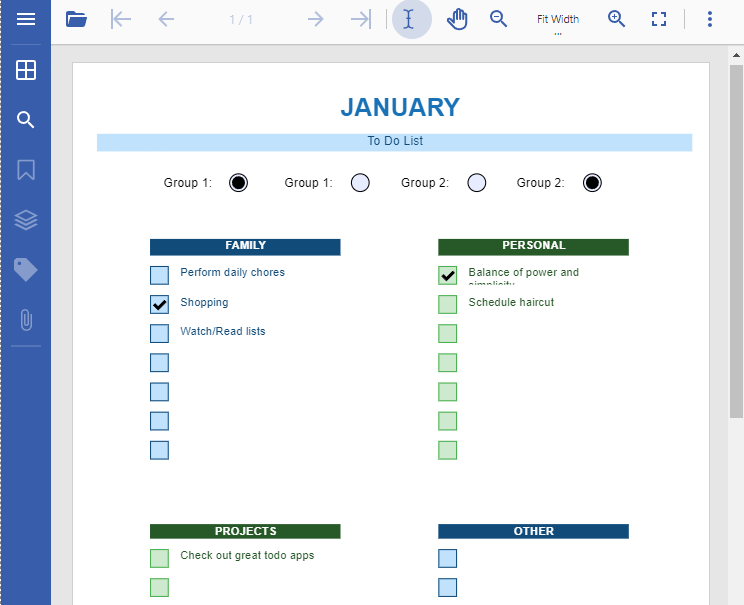 1 / 1
Fit Width
...
JANUARY
To Do List
Group 1: Group 1: Group 2: Group 2:
FAMILY
Perform daily chores
Shopping
Watch/Read lists
PERSONAL
Balance of power and
simplicity
Schedule haircut
PROJECTS
Check out great todo apps
OTHER